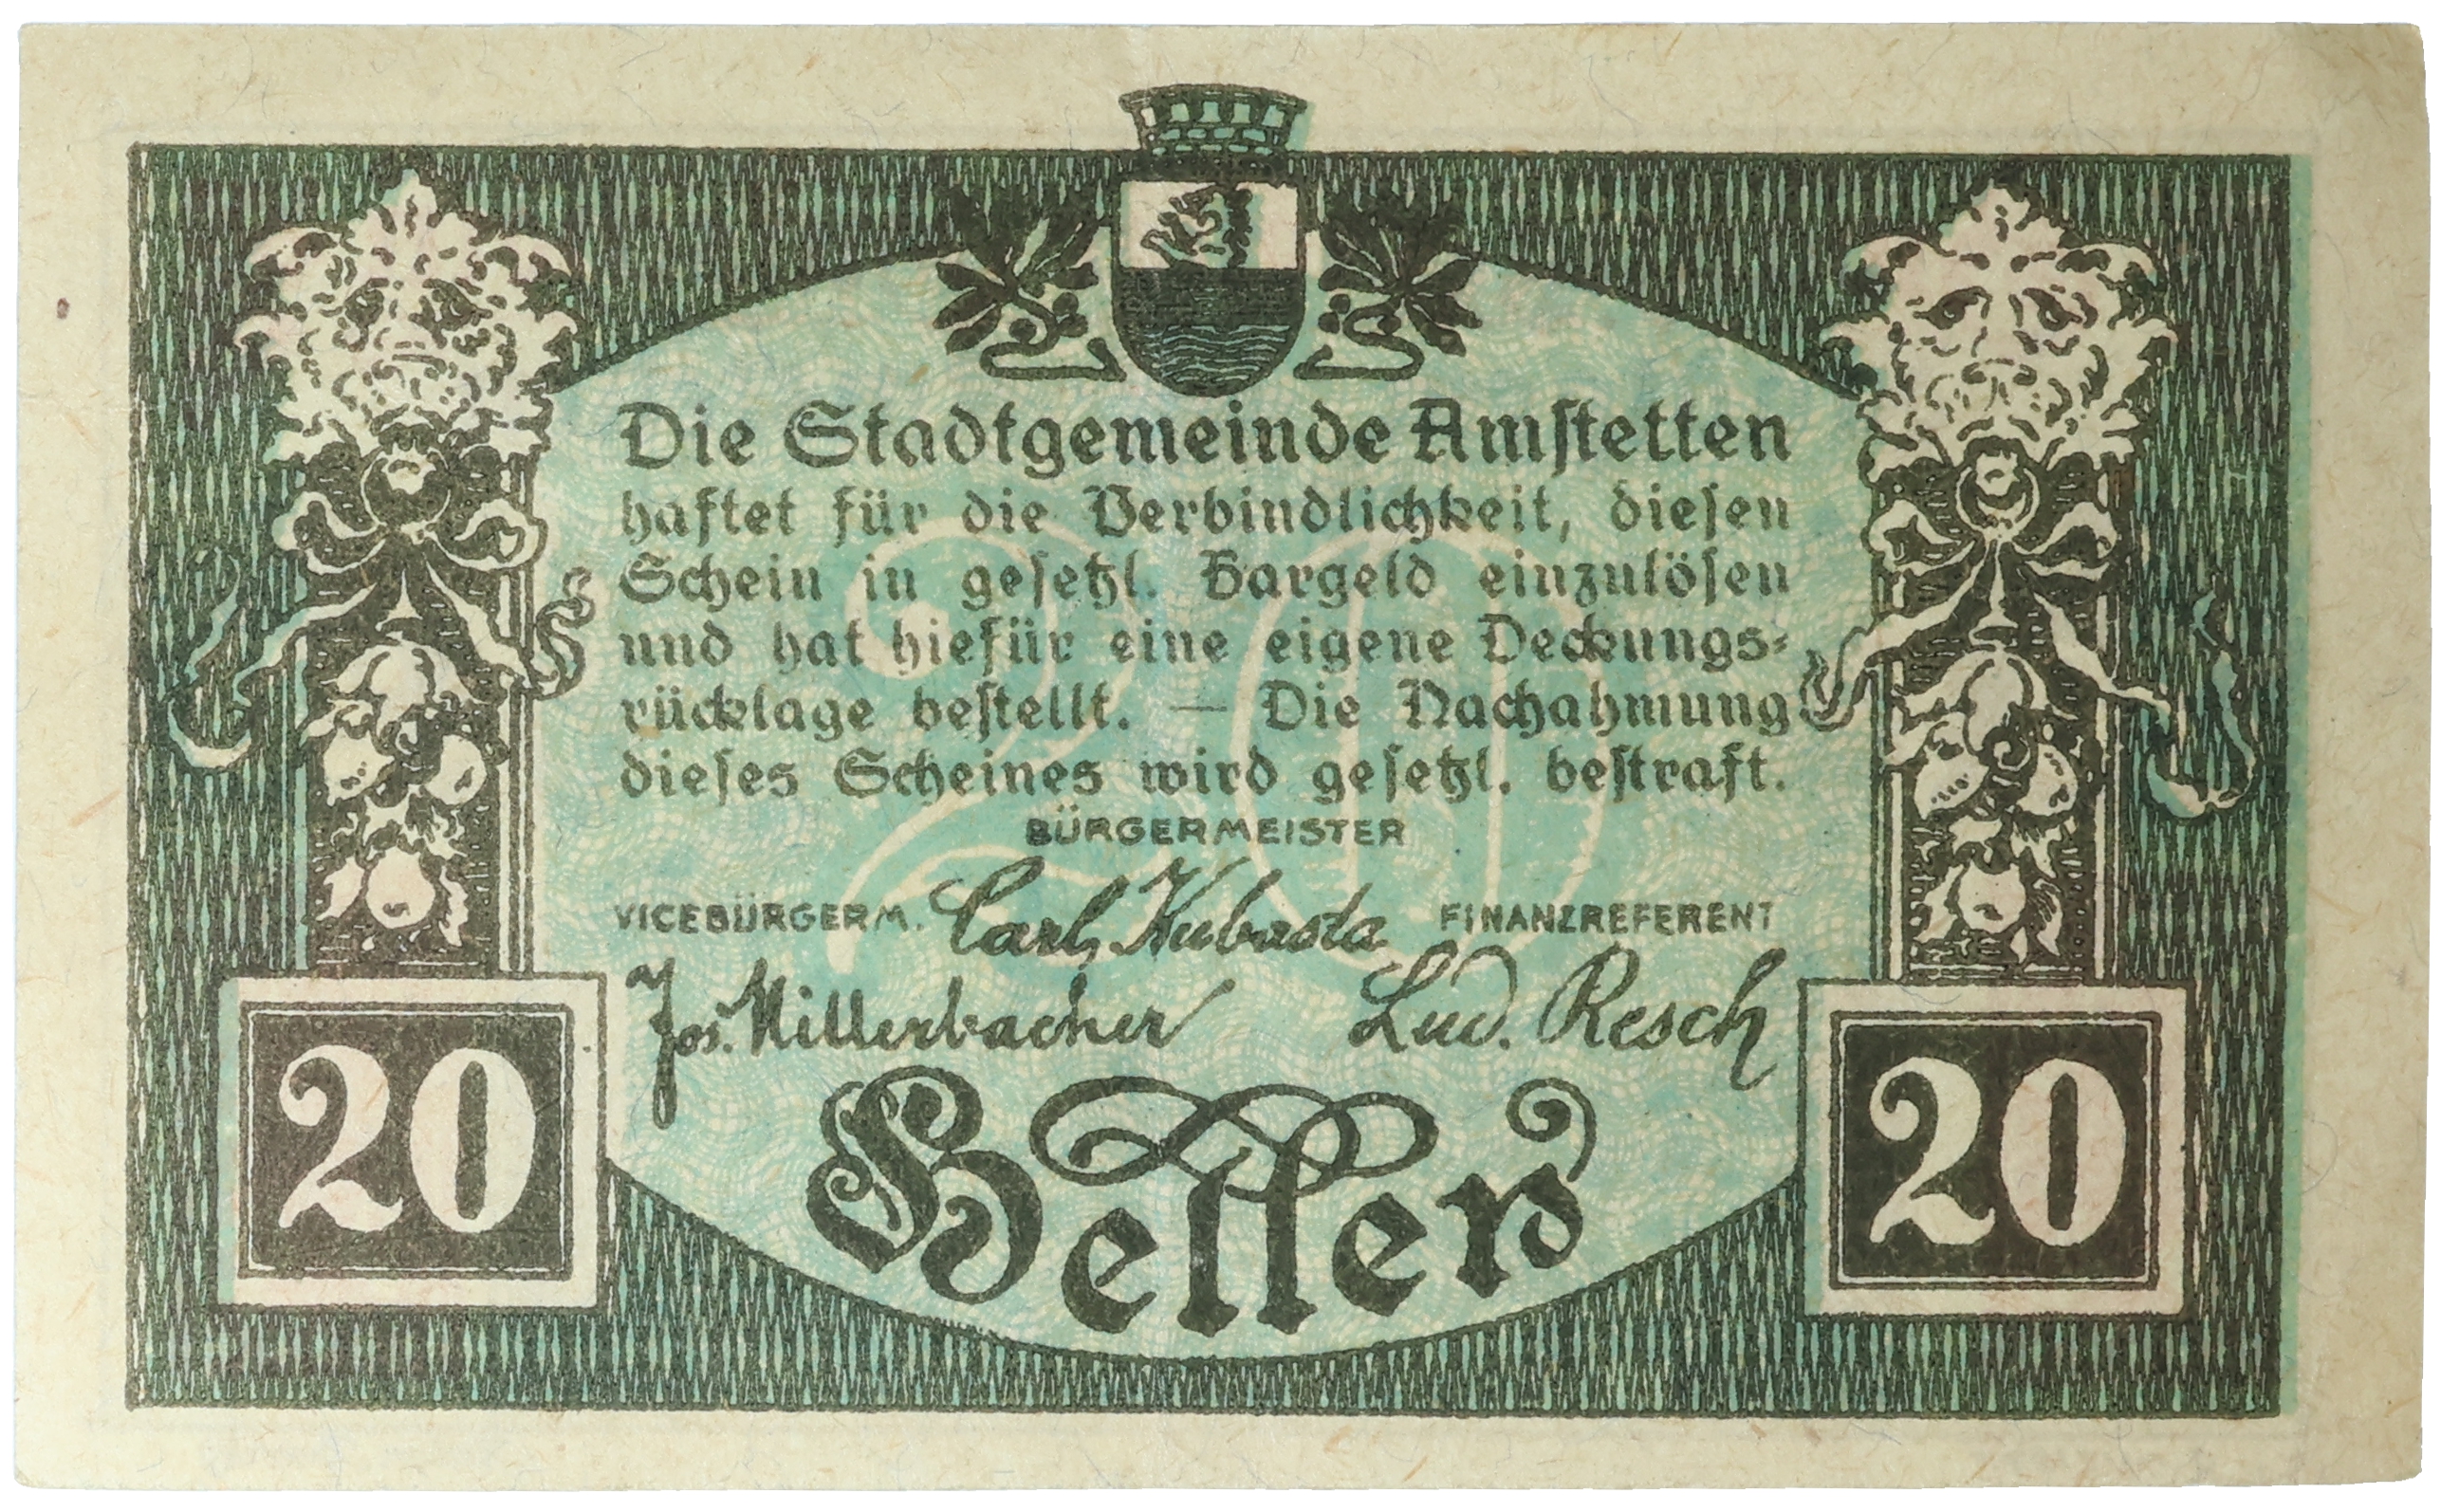 Die Stadtgemeinde Amstetten
haftet für die Verbindlichkeit, diesen
Schein in gesetzl. Bargeld einzulösen
und hat hiefür eine eigene Deckungs-
rücklage bestellt. — Die Nachahmung
dieses Scheines wird gesetzl. bestraft.
BÜRGERMEISTER
Carl Kubasta
VICEBÜRGERM. FINANZREFERENT
Jos. Hillerbacher Lud. Resch
20 Heller 20
20